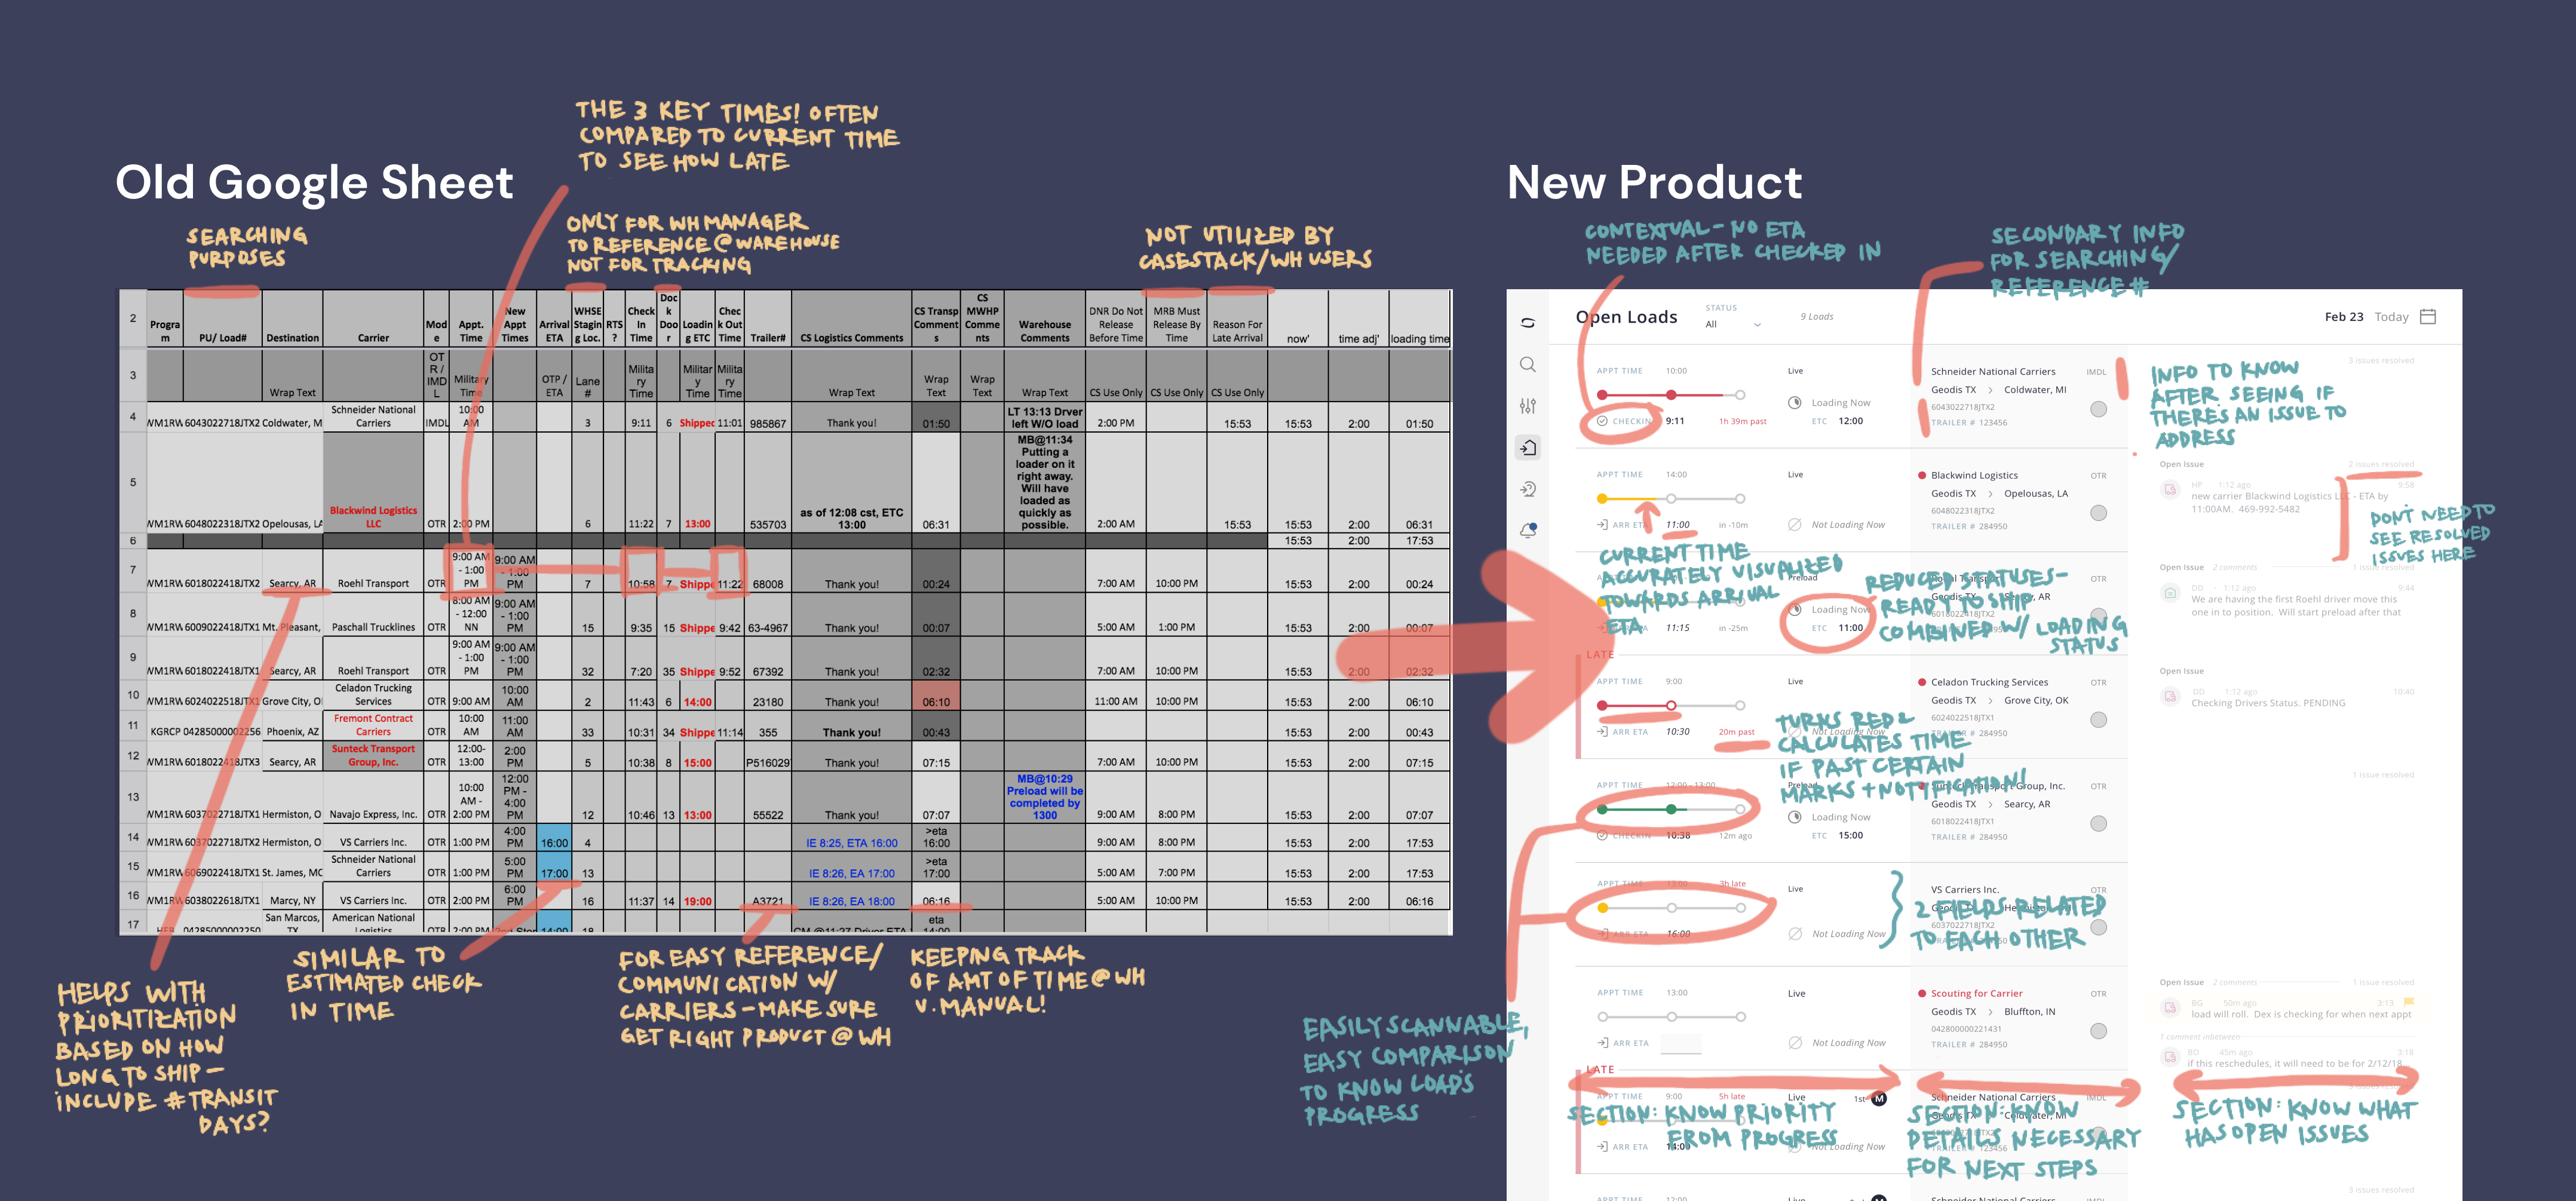 Old Google Sheet
THE 3 KEY TIMES! OFTEN
COMPARED TO CURRENT TIME
TO SEE HOW LATE
SEARCHING
PURPOSES
ONLY FOR WH MANAGER
TO REFERENCE @ WAREHOUSE
NOT FOR TRACKING
NOT UTILIZED BY
CASESTACK/WH USERS
2 Program PU/ Load# Destination Carrier Mode Appt. Time New Appt Times Arrival ETA WHSE Staging Loc. RTS? Check In Time Dock Door Loading ETC Check Out Time Trailer# CS Logistics Comments CS Transp Comments CS MWHP Comments Warehouse Comments DNR Do Not Release Before Time MRB Must Release By Time Reason For Late Arrival now' time adj' loading time
3 Wrap Text OTR / IMDL Military Time OTP / ETA Lane # Military Time Military Time Military Time Wrap Text Wrap Text Wrap Text Wrap Text CS Use Only CS Use Only CS Use Only
4 WM1RW 6043022718JTX2 Coldwater, M Schneider National Carriers IMDL 10:00 AM 3 9:11 6 Shipped 11:01 985867 Thank you! 01:50 LT 13:13 Drver left W/O load 2:00 PM 15:53 15:53 2:00 01:50
5 WM1RW 6048022318JTX2 Opelousas, LA Blackwind Logistics LLC OTR 2:00 PM 6 11:22 7 13:00 535703 as of 12:08 cst, ETC 13:00 06:31 MB@11:34 Putting a loader on it right away. Will have loaded as quickly as possible. 2:00 AM 15:53 15:53 2:00 06:31
6 15:53 2:00 17:53
7 WM1RW 6018022418JTX2 Searcy, AR Roehl Transport OTR 9:00 AM - 1:00 PM 9:00 AM - 1:00 PM 7 10:58 7 Shippe 11:22 68008 Thank you! 00:24 7:00 AM 10:00 PM 15:53 2:00 00:24
8 WM1RW 6009022418JTX1 Mt. Pleasant, Paschall Trucklines OTR 8:00 AM - 12:00 NN 9:00 AM - 1:00 PM 15 9:35 15 Shippe 9:42 63-4967 Thank you! 00:07 5:00 AM 1:00 PM 15:53 2:00 00:07
9 WM1RW 6018022418JTX1 Searcy, AR Roehl Transport OTR 9:00 AM - 1:00 PM 9:00 AM - 1:00 PM 32 7:20 35 Shippe 9:52 67392 Thank you! 02:32 7:00 AM 10:00 PM 15:53 2:00 02:32
10 WM1RW 6024022518JTX1 Grove City, O Celadon Trucking Services OTR 9:00 AM 10:00 AM 2 11:43 6 14:00 23180 Thank you! 06:10 11:00 AM 10:00 PM 15:53 2:00 06:10
11 KGRCP 04285000002256 Phoenix, AZ Fremont Contract Carriers OTR 10:00 AM 11:00 AM 33 10:31 34 Shippe 11:14 355 Thank you! 00:43 15:53 2:00 00:43
12 WM1RW 6018022418JTX3 Searcy, AR Sunteck Transport Group, Inc. OTR 12:00-13:00 2:00 PM 5 10:38 8 15:00 P516029 Thank you! 07:15 7:00 AM 10:00 PM 15:53 2:00 07:15
13 WM1RW 6037022718JTX1 Hermiston, O Navajo Express, Inc. OTR 10:00 AM - 2:00 PM 12:00 PM - 4:00 PM 12 10:46 13 13:00 55522 Thank you! 07:07 MB@10:29 Preload will be completed by 1300 9:00 AM 8:00 PM 15:53 2:00 07:07
14 WM1RW 6037022718JTX2 Hermiston, O VS Carriers Inc. OTR 1:00 PM 4:00 PM 16:00 4 IE 8:25, ETA 16:00 >eta 16:00 9:00 AM 8:00 PM 15:53 2:00 17:53
15 WM1RW 6069022418JTX1 St. James, MO Schneider National Carriers OTR 1:00 PM 5:00 PM 17:00 13 IE 8:26, EA 17:00 >eta 17:00 5:00 AM 7:00 PM 15:53 2:00 17:53
16 WM1RW 6038022618JTX1 Marcy, NY VS Carriers Inc. OTR 2:00 PM 6:00 PM 16 11:37 14 19:00 A3721 IE 8:26, EA 18:00 06:16 5:00 AM 10:00 PM 15:53 2:00 06:16
17 HEB 04285000002250 San Marcos, TX American National Logistics OTR 2:00 PM 14:00 18 eta 14:00
HELPS WITH
PRIORITIZATION
BASED ON HOW
LONG TO SHIP -
INCLUDE # TRANSIT
DAYS?
SIMILAR TO
ESTIMATED CHECK
IN TIME
FOR EASY REFERENCE/
COMMUNICATION W/
CARRIERS - MAKE SURE
GET RIGHT PRODUCT @ WH
KEEPING TRACK
OF AMT OF TIME @ WH
V. MANUAL!
New Product
CONTEXTUAL - NO ETA
NEEDED AFTER CHECKED IN
SECONDARY INFO
FOR SEARCHING/
REFERENCE #
Open Loads STATUS All 9 Loads Feb 23 Today
APPT TIME 10:00 Live Schneider National Carriers IMDL 3 issues resolved
Loading Now Geodis TX > Coldwater, MI
6043022718JTX2
CHECKIN 9:11 1h 39m past ETC 12:00 TRAILER # 123456
INFO TO KNOW
AFTER SEEING IF
THERE'S AN ISSUE TO
ADDRESS
APPT TIME 14:00 Live Blackwind Logistics OTR Open Issue 2 issues resolved
Geodis TX > Opelousas, LA HP 1:12 ago 9:58
6048022318JTX2 new carrier Blackwind Logistics LLC - ETA by
11:00AM. 469-992-5482
ARR ETA 11:00 in -10m Not Loading Now TRAILER # 284950
DON'T NEED TO
SEE RESOLVED
ISSUES HERE
CURRENT TIME
ACCURATELY VISUALIZED
TOWARDS ARRIVAL
ETA
Preload
Loading Now
11:15 in -25m ETC 11:00
REDUCED STATUSES -
READY TO SHIP
COMBINED W/ LOADING
STATUS
Open Issue 2 comments 1 issue resolved
DD - 1:12 ago 9:44
We are having the first Roehl driver move this
one in to position. Will start preload after that
LATE
APPT TIME 9:00 Live Celadon Trucking Services OTR Open Issue
Geodis TX > Grove City, OK DD 1:12 ago 10:40
6024022518JTX1 Checking Drivers Status. PENDING
ARR ETA 10:30 20m past Not Loading Now TRAILER # 284950
TURNS RED &
CALCULATES TIME
IF PAST CERTAIN
MARKS + NOTIFICATION!
APPT TIME 12:00 - 13:00 Preload Sunteck Transport Group, Inc. OTR 1 issue resolved
Loading Now Geodis TX > Searcy, AR
6018022418JTX1
CHECKIN 10:38 12m ago ETC 15:00 TRAILER # 284950
APPT TIME 13:00 3h late Live VS Carriers Inc. OTR
6037022718JTX2
ARR ETA 16:00 Not Loading Now
2 FIELDS RELATED
TO EACH OTHER
APPT TIME 13:00 Live Scouting for Carrier OTR Open Issue 2 comments 1 issue resolved
Geodis TX > Bluffton, IN BG 50m ago 3:13
042800000221431 load will roll. Dex is checking for when next appt
1 comment inbetween
ARR ETA Not Loading Now TRAILER # 284950 BD 45m ago 3:18
if this reschedules, it will need to be for 2/12/18...
EASILY SCANNABLE,
EASY COMPARISON
TO KNOW LOADS
PROGRESS
LATE
APPT TIME 9:00 5h late Live 1st M Schneider National Carriers IMDL
Geodis TX > Coldwater, MI
ARR ETA 14:00 Not Loading Now TRAILER # 123456
SECTION: KNOW PRIORITY
FROM PROGRESS
SECTION: KNOW
DETAILS NECESSARY
FOR NEXT STEPS
SECTION: KNOW WHAT
HAS OPEN ISSUES
APPT TIME 12:00 Live Schneider National Carriers IMDL 3 issues resolved